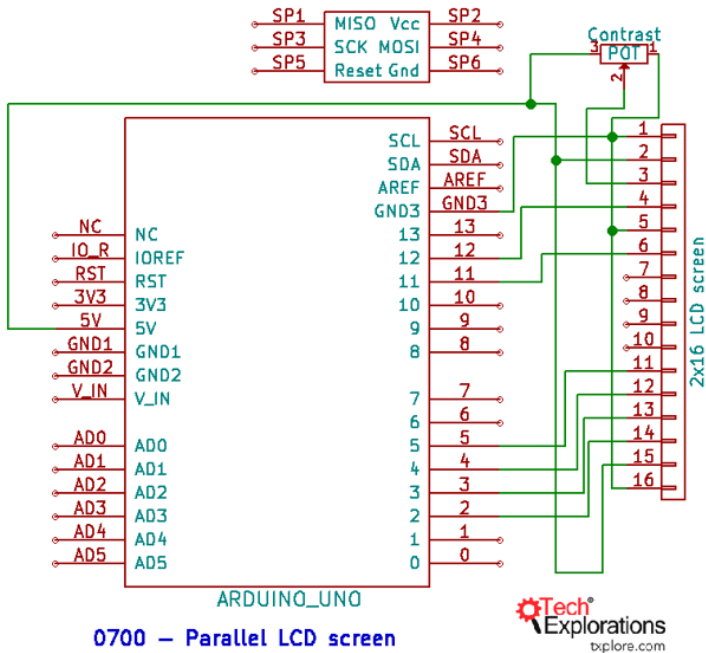 SP1 MISO Vcc SP2
SP3 SCK MOSI SP4
SP5 Reset Gnd SP6
Contrast
3 POT 1
2
SCL SCL
SDA SDA
AREF AREF
GND3 GND3
NC NC 13 13
IO_R IOREF 12 12
RST RST 11 11
3V3 3V3 10 10
5V 5V 9 9
GND1 GND1 8 8
GND2 GND2
V_IN V_IN 7 7
6 6
AD0 AD0 5 5
AD1 AD1 4 4
AD2 AD2 3 3
AD3 AD3 2 2
AD4 AD4 1 1
AD5 AD5 0 0
ARDUINO_UNO
1
2
3
4
5
6
7
8
9
10
11
12
13
14
15
16
2x16 LCD screen
Tech®
Explorations
txplore.com
0700 – Parallel LCD screen